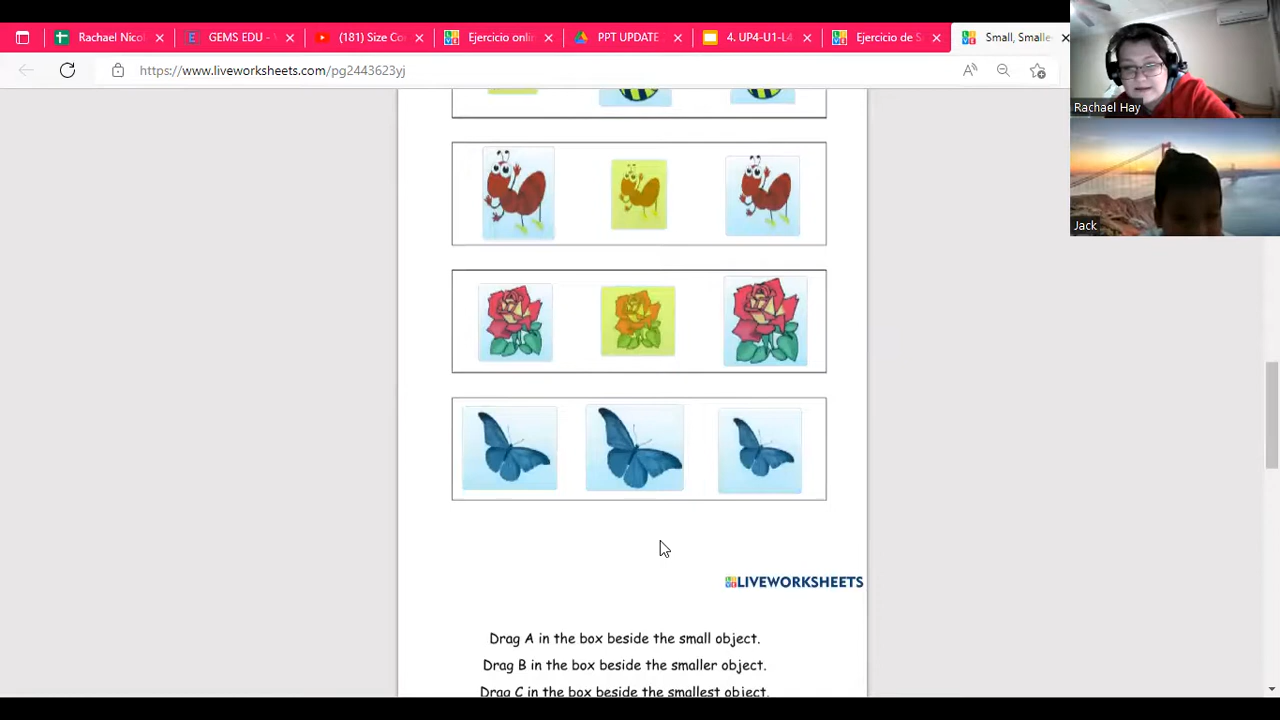 Rachael Nico
GEMS EDU -
(181) Size Co
Ejercicio onli
PPT UPDATE
4. UP4-U1-L4
Ejercicio de S
Small, Smalle
https://www.liveworksheets.com/pg2443623yj
Rachael Hay
Jack
LIVEWORKSHEETS
Drag A in the box beside the small object.
Drag B in the box beside the smaller object.
Drag C in the box beside the smallest object.